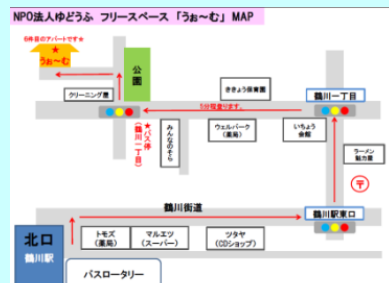 NPO法人ゆどうふ フリースペース 「うぉ～む」 MAP
6件目のアパートです★
★
うぉ～む
公園
クリーニング屋
ききょう保育園
鶴川一丁目
5分程登ります。
★バス停
(鶴川一丁目)
みんなのそら
ウェルパーク
(薬局)
いちょう
会館
ラーメン
魁力屋
〒
鶴川街道
鶴川駅東口
北口
鶴川駅
トモズ
(薬局)
マルエツ
(スーパー)
ツタヤ
(CDショップ)
バスロータリー